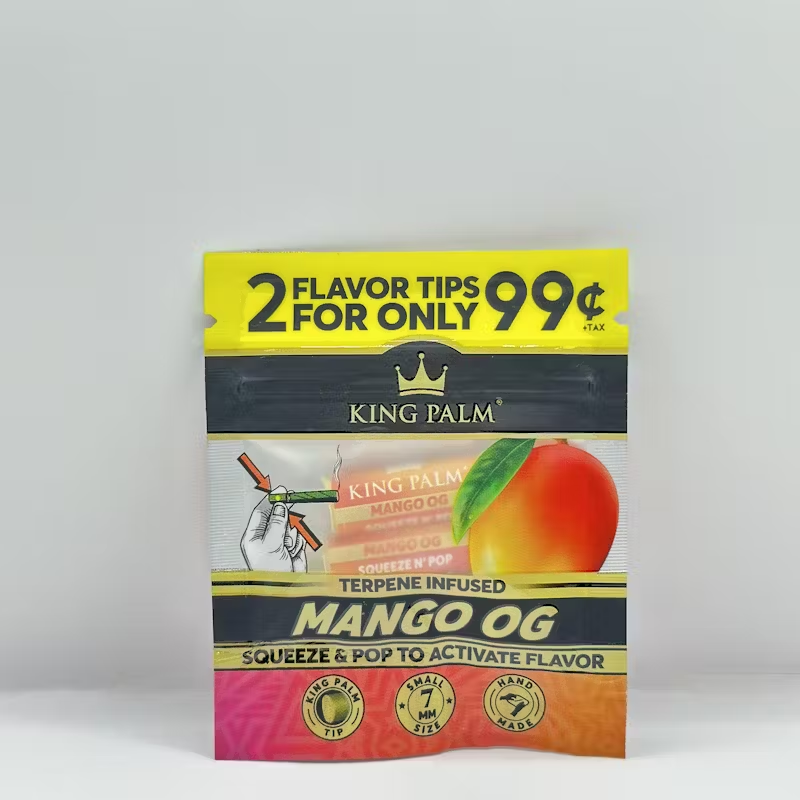 2 FLAVOR TIPS FOR ONLY 99¢
+TAX
KING PALM®
KING PALM®
MANGO OG
SQUEEZE N' POP
MANGO OG
SQUEEZE N' POP
TERPENE INFUSED
MANGO OG
SQUEEZE & POP TO ACTIVATE FLAVOR
KING PALM TIP
SMALL 7 MM SIZE
HAND MADE